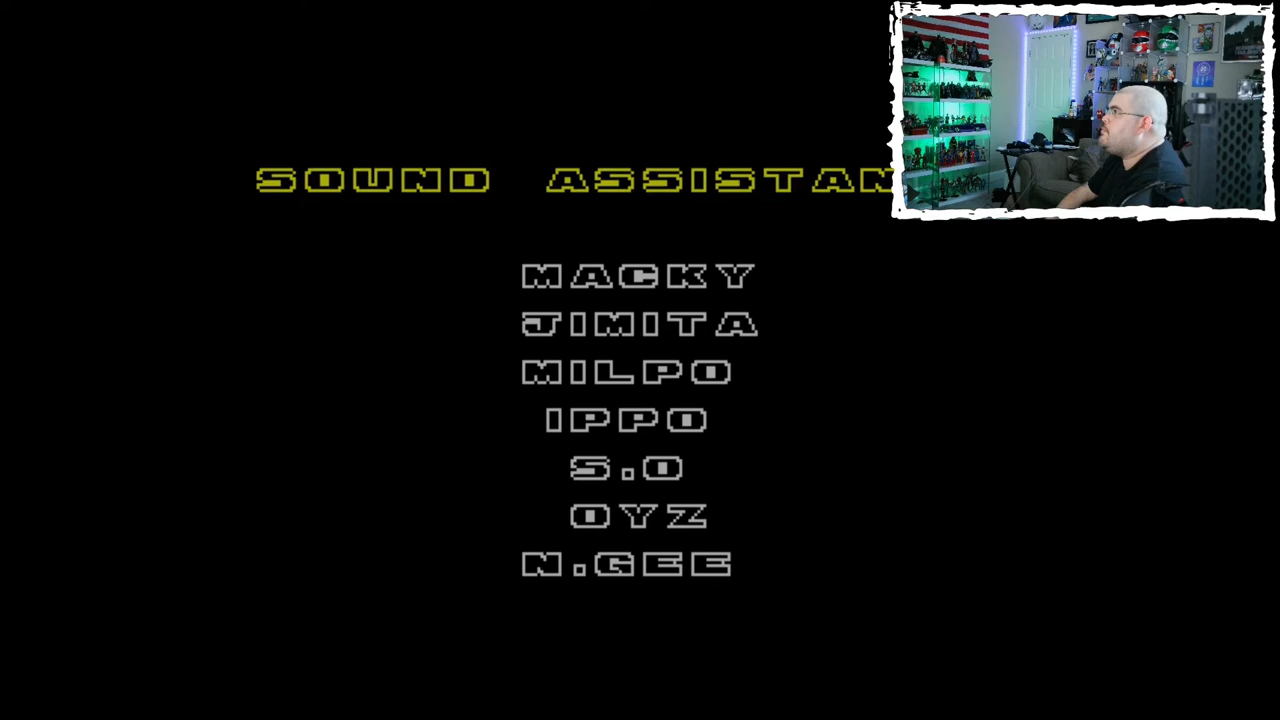 SOUND ASSISTAN
MACKY
JIMITA
MILPO
IPPO
S.O
OYZ
N.GEE